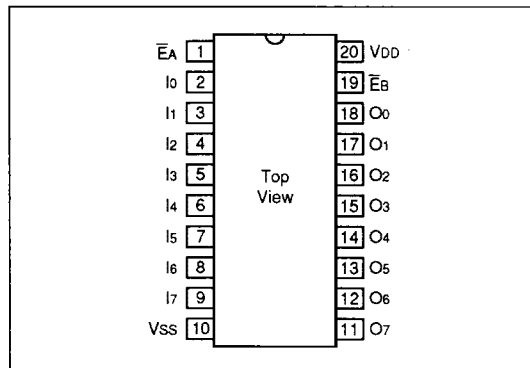 E̅A 1 20 VDD
I0 2 19 E̅B
I1 3 18 O0
I2 4 17 O1
I3 5 16 O2
I4 6 15 O3
I5 7 14 O4
I6 8 13 O5
I7 9 12 O6
VSS 10 11 O7
Top
View